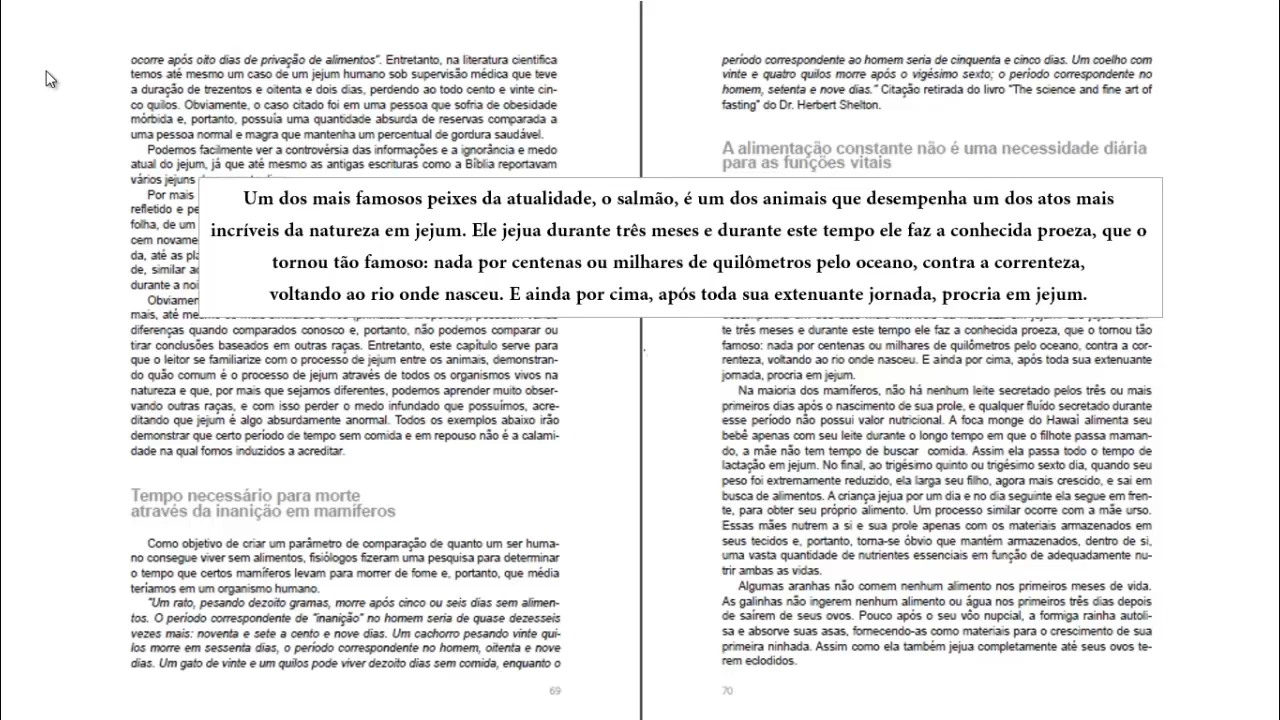 ocorre após oito dias de privação de alimentos". Entretanto, na literatura científica
temos até mesmo um caso de um jejum humano sob supervisão médica que teve
a duração de trezentos e oitenta e dois dias, perdendo ao todo cento e vinte cin-
co quilos. Obviamente, o caso citado foi em uma pessoa que sofria de obesidade
mórbida e, portanto, possuía uma quantidade absurda de reservas comparada a
uma pessoa normal e magra que mantenha um percentual de gordura saudável.
Podemos facilmente ver a controvérsia das informações e a ignorância e medo
atual do jejum, já que até mesmo as antigas escrituras como a Bíblia reportavam
vários jejuns
Por mais
refletido e pe
folha, de um
cem novame
da, até as pla
de, similar ao
durante a noi
Obviamen
mais, até me
diferenças quando comparados conosco e, portanto, não podemos comparar ou
tirar conclusões baseados em outras raças. Entretanto, este capítulo serve para
que o leitor se familiarize com o processo de jejum entre os animais, demonstran-
do quão comum é o processo de jejum através de todos os organismos vivos na
natureza e que, por mais que sejamos diferentes, podemos aprender muito obser-
vando outras raças, e com isso perder o medo infundado que possuímos, acre-
ditando que jejum é algo absurdamente anormal. Todos os exemplos abaixo irão
demonstrar que certo período de tempo sem comida e em repouso não é a calami-
dade na qual fomos induzidos a acreditar.
Tempo necessário para morte
através da inanição em mamíferos
Como objetivo de criar um parâmetro de comparação de quanto um ser huma-
no consegue viver sem alimentos, fisiólogos fizeram uma pesquisa para determinar
o tempo que certos mamíferos levam para morrer de fome e, portanto, que média
teríamos em um organismo humano.
"Um rato, pesando dezoito gramas, morre após cinco ou seis dias sem alimen-
tos. O período correspondente de "inanição" no homem seria de quase dezesseis
vezes mais: noventa e sete a cento e nove dias. Um cachorro pesando vinte qui-
los morre em sessenta dias, o período correspondente no homem, oitenta e nove
dias. Um gato de vinte e um quilos pode viver dezoito dias sem comida, enquanto o
69
período correspondente ao homem seria de cinquenta e cinco dias. Um coelho com
vinte e quatro quilos morre após o vigésimo sexto; o período correspondente no
homem, setenta e nove dias." Citação retirada do livro "The science and fine art of
fasting" do Dr. Herbert Shelton.
A alimentação constante não é uma necessidade diária
para as funções vitais
Um dos mais famosos peixes da atualidade, o salmão, é um dos animais que desempenha um dos atos mais
incríveis da natureza em jejum. Ele jejua durante três meses e durante este tempo ele faz a conhecida proeza, que o
tornou tão famoso: nada por centenas ou milhares de quilômetros pelo oceano, contra a correnteza,
voltando ao rio onde nasceu. E ainda por cima, após toda sua extenuante jornada, procria em jejum.
te três meses e durante este tempo ele faz a conhecida proeza, que o tornou tão
famoso: nada por centenas ou milhares de quilômetros pelo oceano, contra a cor-
renteza, voltando ao rio onde nasceu. E ainda por cima, após toda sua extenuante
jornada, procria em jejum.
Na maioria dos mamíferos, não há nenhum leite secretado pelos três ou mais
primeiros dias após o nascimento de sua prole, e qualquer fluído secretado durante
esse período não possui valor nutricional. A foca monge do Hawaí alimenta seu
bebê apenas com seu leite durante o longo tempo em que o filhote passa maman-
do, a mãe não tem tempo de buscar comida. Assim ela passa todo o tempo de
lactação em jejum. No final, ao trigésimo quinto ou trigésimo sexto dia, quando seu
peso foi extremamente reduzido, ela larga seu filho, agora mais crescido, e sai em
busca de alimentos. A criança jejua por um dia e no dia seguinte ela segue em fren-
te, para obter seu próprio alimento. Um processo similar ocorre com a mãe urso.
Essas mães nutrem a si e sua prole apenas com os materiais armazenados em
seus tecidos e, portanto, torna-se óbvio que mantém armazenados, dentro de si,
uma vasta quantidade de nutrientes essenciais em função de adequadamente nu-
trir ambas as vidas.
Algumas aranhas não comem nenhum alimento nos primeiros meses de vida.
As galinhas não ingerem nenhum alimento ou água nos primeiros três dias depois
de saírem de seus ovos. Pouco após o seu vôo nupcial, a formiga rainha autoli-
sa e absorve suas asas, fornecendo-as como materiais para o crescimento de sua
primeira ninhada. Assim como ela também jejua completamente até seus ovos te-
rem eclodidos.
70